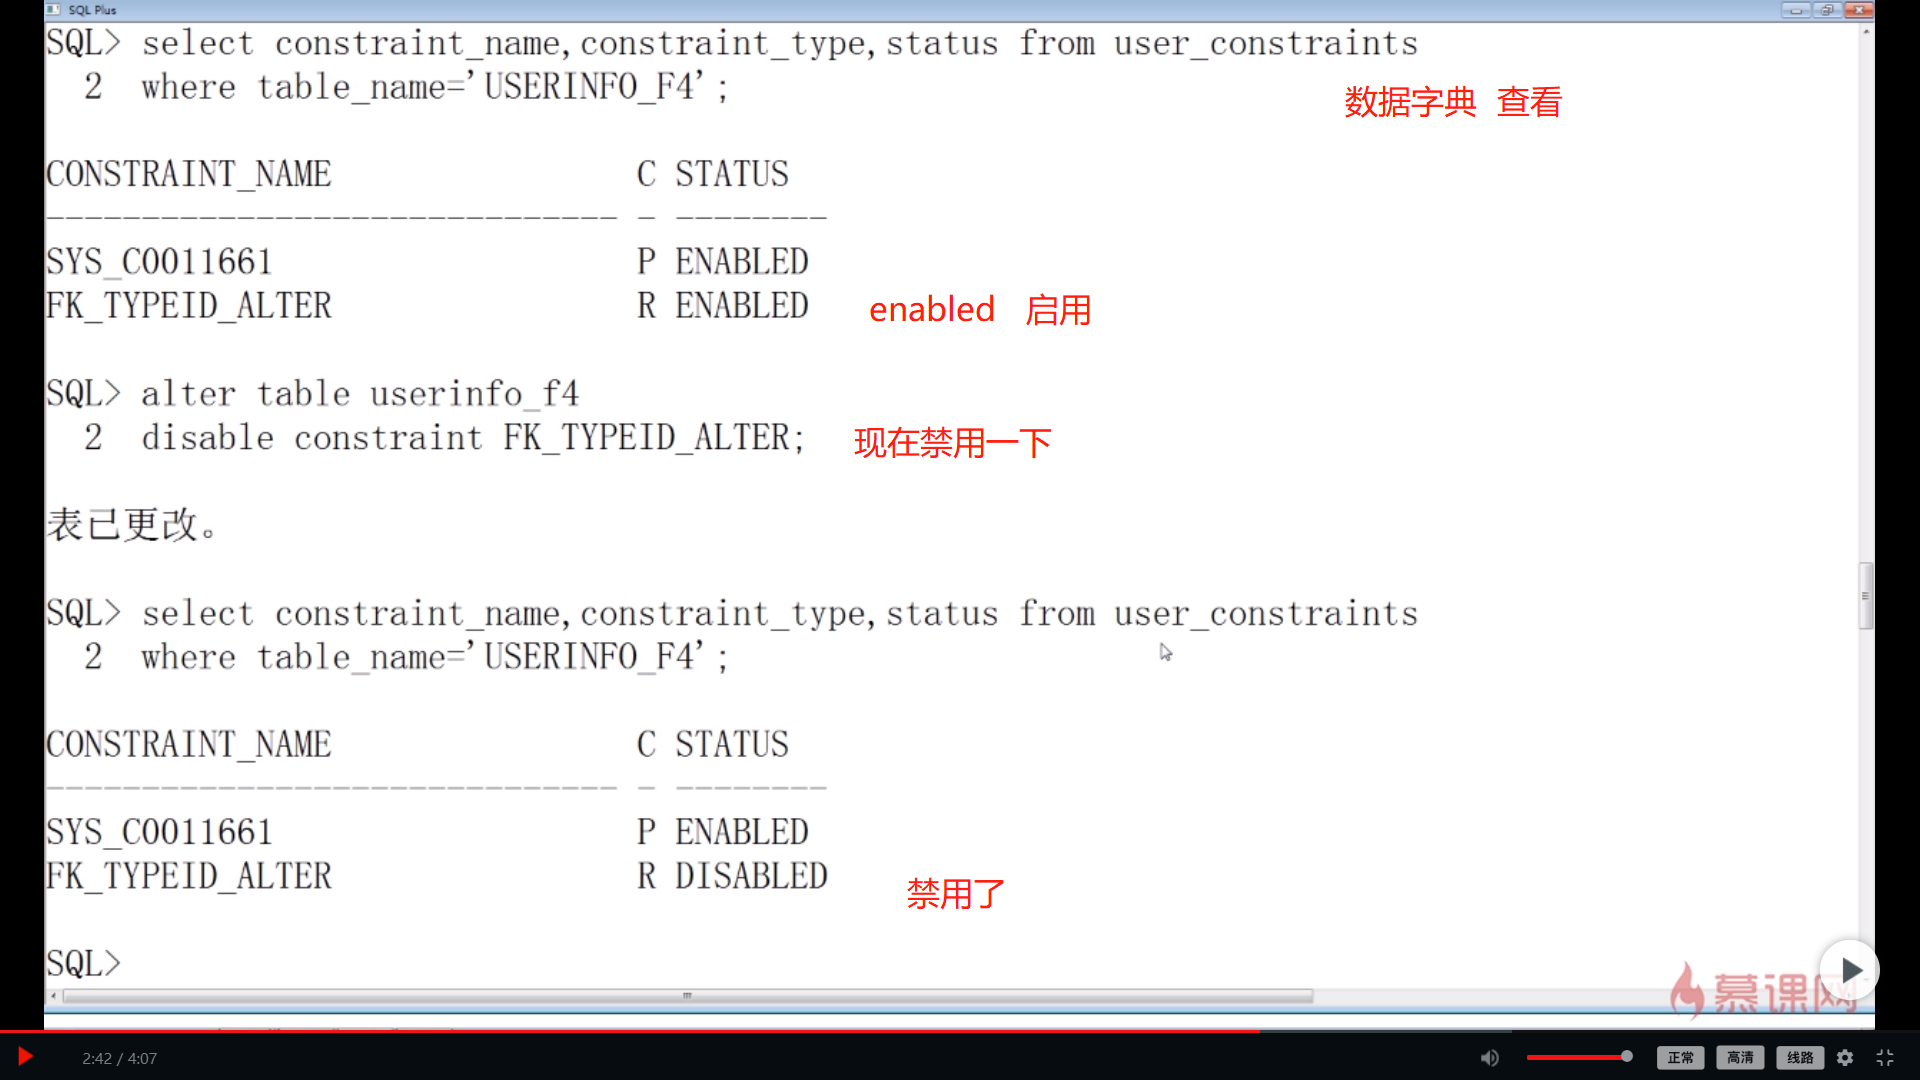 SQL Plus
SQL> select constraint_name,constraint_type,status from user_constraints
2 where table_name='USERINFO_F4';
数据字典 查看
CONSTRAINT_NAME C STATUS
------------------------------ - --------
SYS_C0011661 P ENABLED
FK_TYPEID_ALTER R ENABLED
enabled 启用
SQL> alter table userinfo_f4
2 disable constraint FK_TYPEID_ALTER;
现在禁用一下
表已更改。
SQL> select constraint_name,constraint_type,status from user_constraints
2 where table_name='USERINFO_F4';
CONSTRAINT_NAME C STATUS
------------------------------ - --------
SYS_C0011661 P ENABLED
FK_TYPEID_ALTER R DISABLED
禁用了
SQL>
慕课网
2:42 / 4:07
正常
高清
线路